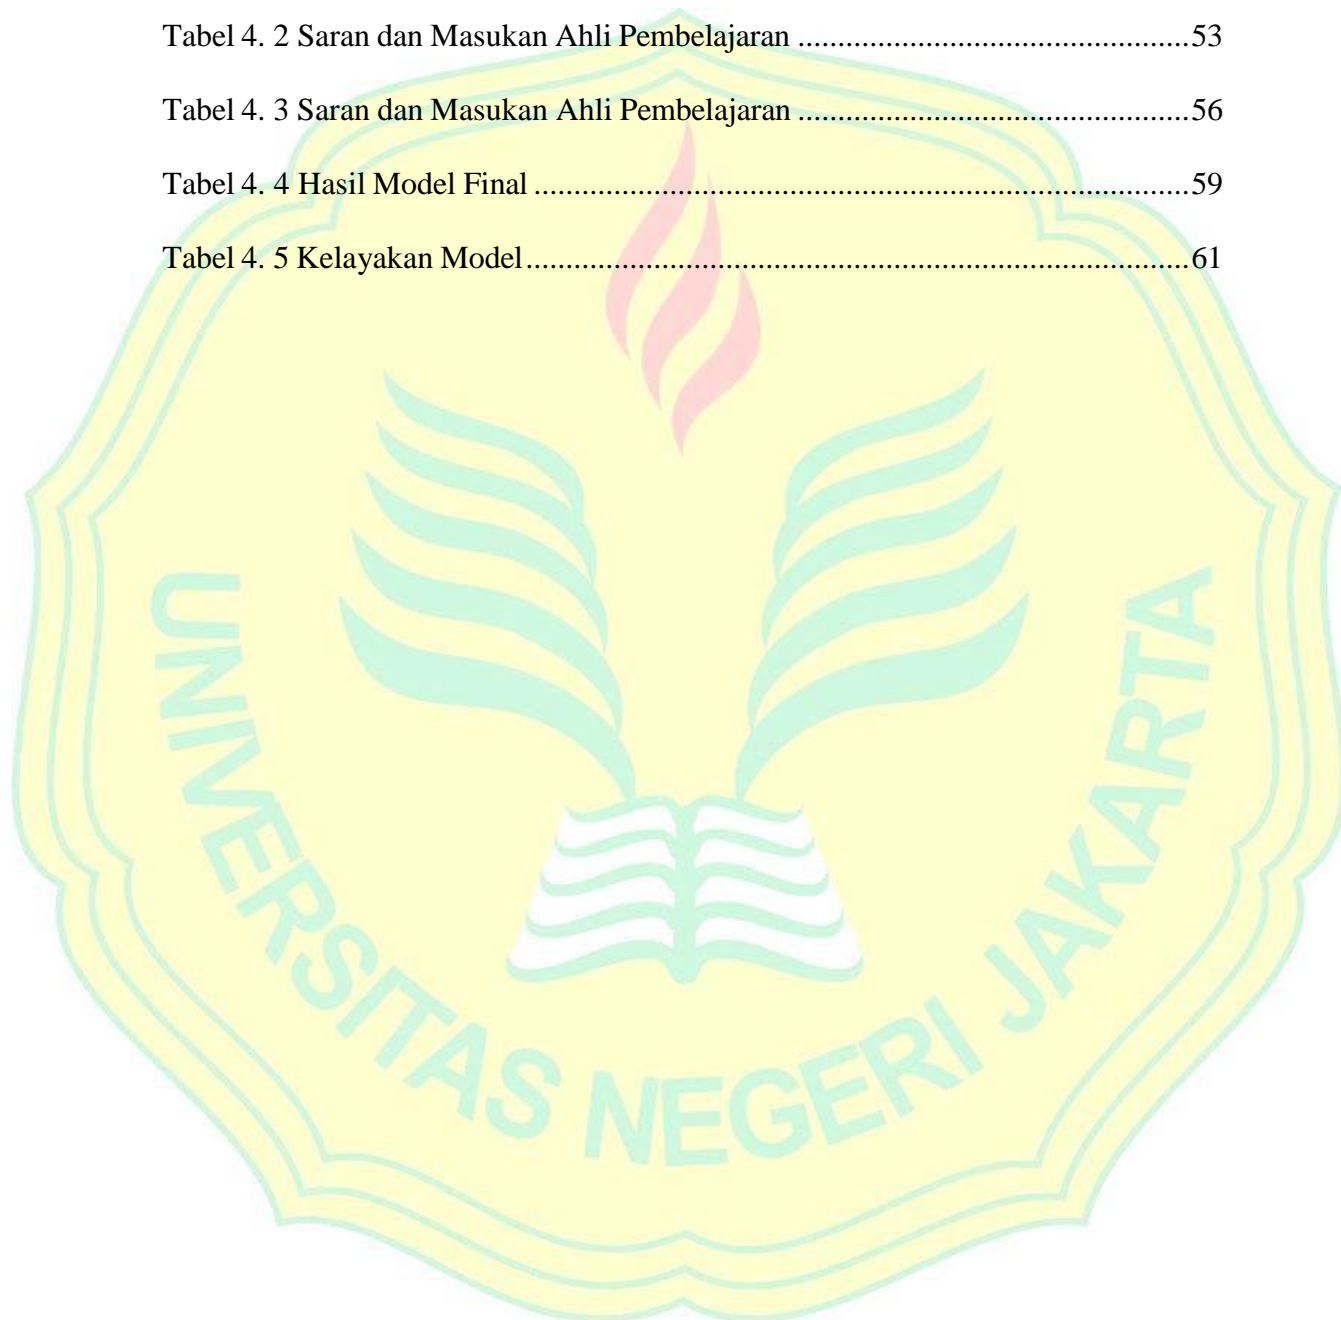 Tabel 4. 2 Saran dan Masukan Ahli Pembelajaran .................................................53
Tabel 4. 3 Saran dan Masukan Ahli Pembelajaran .................................................56
Tabel 4. 4 Hasil Model Final ..................................................................................59
Tabel 4. 5 Kelayakan Model...................................................................................61
UNIVERSITAS NEGERI JAKARTA